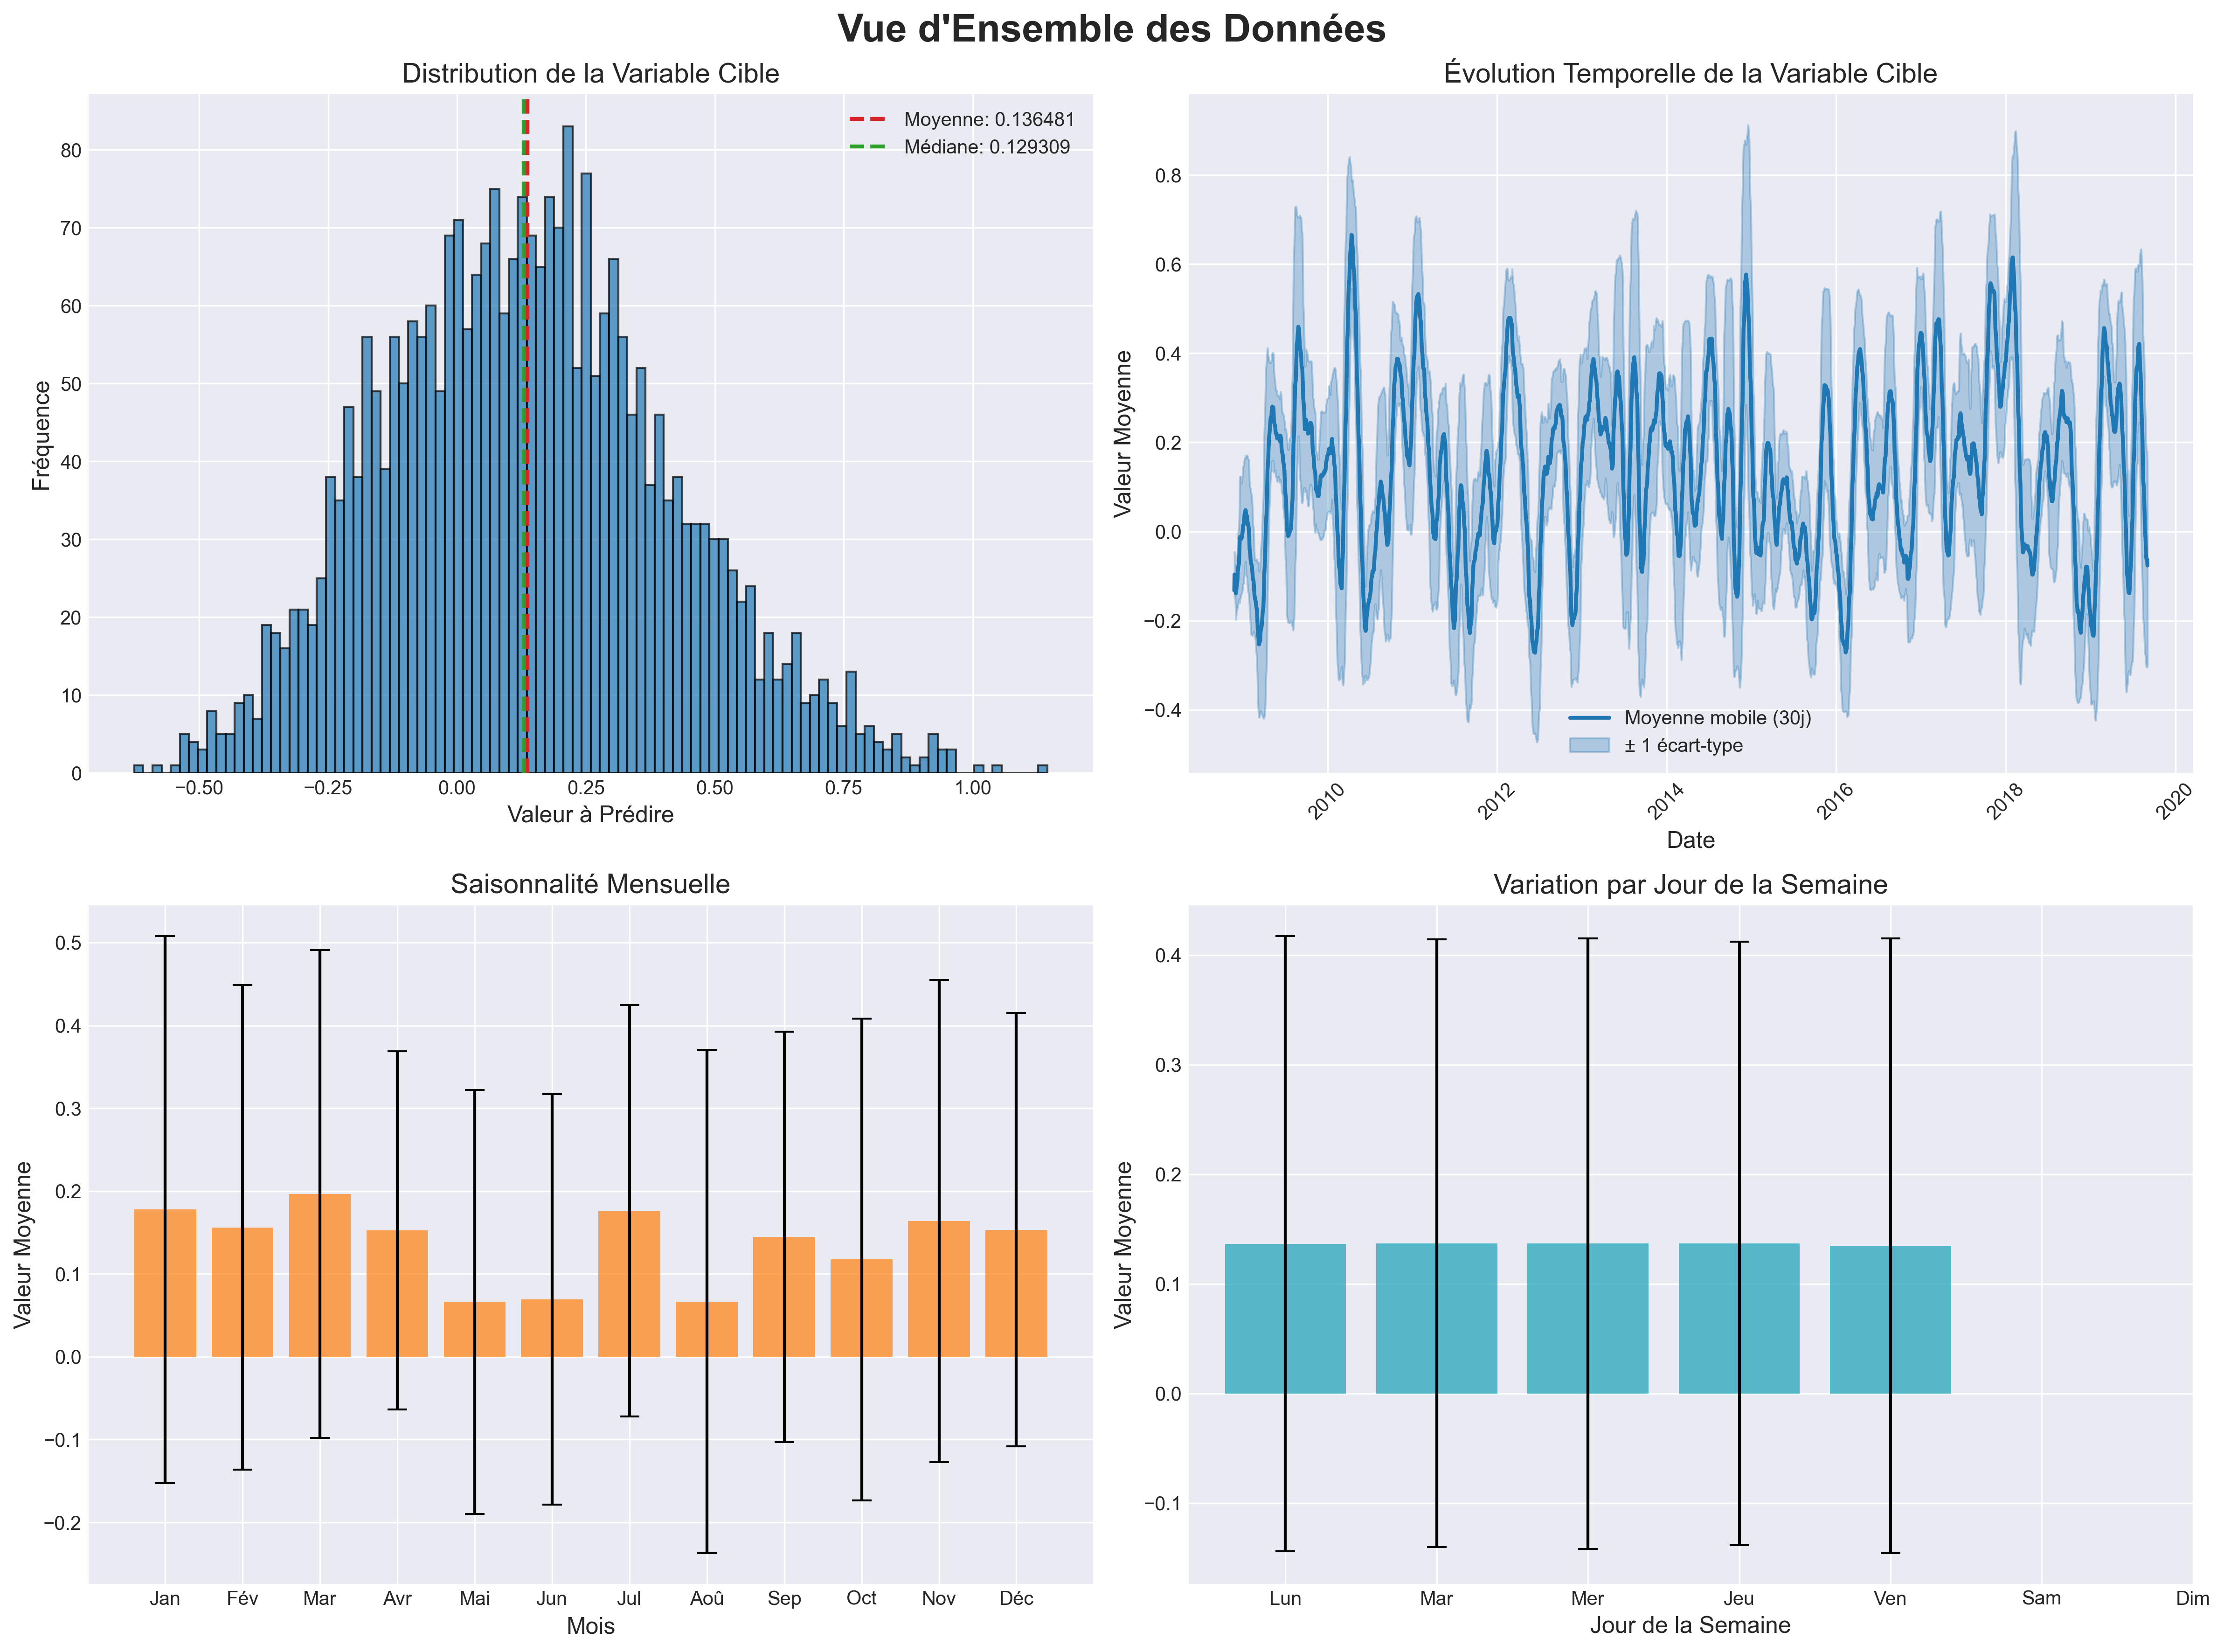 Vue d'Ensemble des Données
Distribution de la Variable Cible
Moyenne: 0.136481
Médiane: 0.129309
Fréquence
80
70
60
50
40
30
20
10
0
−0.50 −0.25 0.00 0.25 0.50 0.75 1.00
Valeur à Prédire
Évolution Temporelle de la Variable Cible
Valeur Moyenne
0.8
0.6
0.4
0.2
0.0
−0.2
−0.4
Moyenne mobile (30j)
± 1 écart-type
2010 2012 2014 2016 2018 2020
Date
Saisonnalité Mensuelle
Valeur Moyenne
0.5
0.4
0.3
0.2
0.1
0.0
−0.1
−0.2
Jan Fév Mar Avr Mai Jun Jul Aoû Sep Oct Nov Déc
Mois
Variation par Jour de la Semaine
Valeur Moyenne
0.4
0.3
0.2
0.1
0.0
−0.1
Lun Mar Mer Jeu Ven Sam Dim
Jour de la Semaine